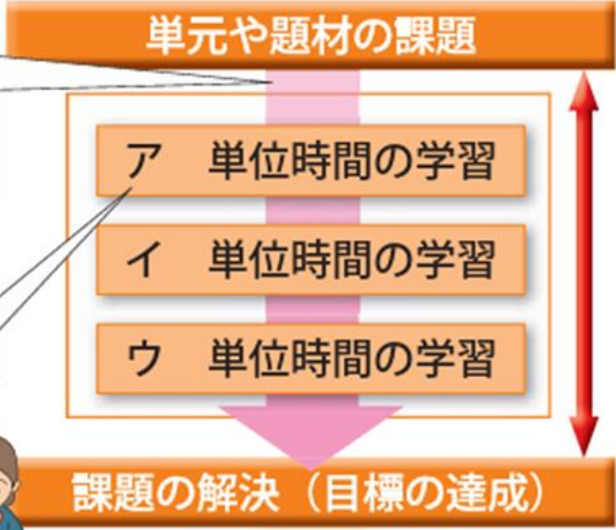 単元や題材の課題
ア 単位時間の学習
イ 単位時間の学習
ウ 単位時間の学習
課題の解決（目標の達成）